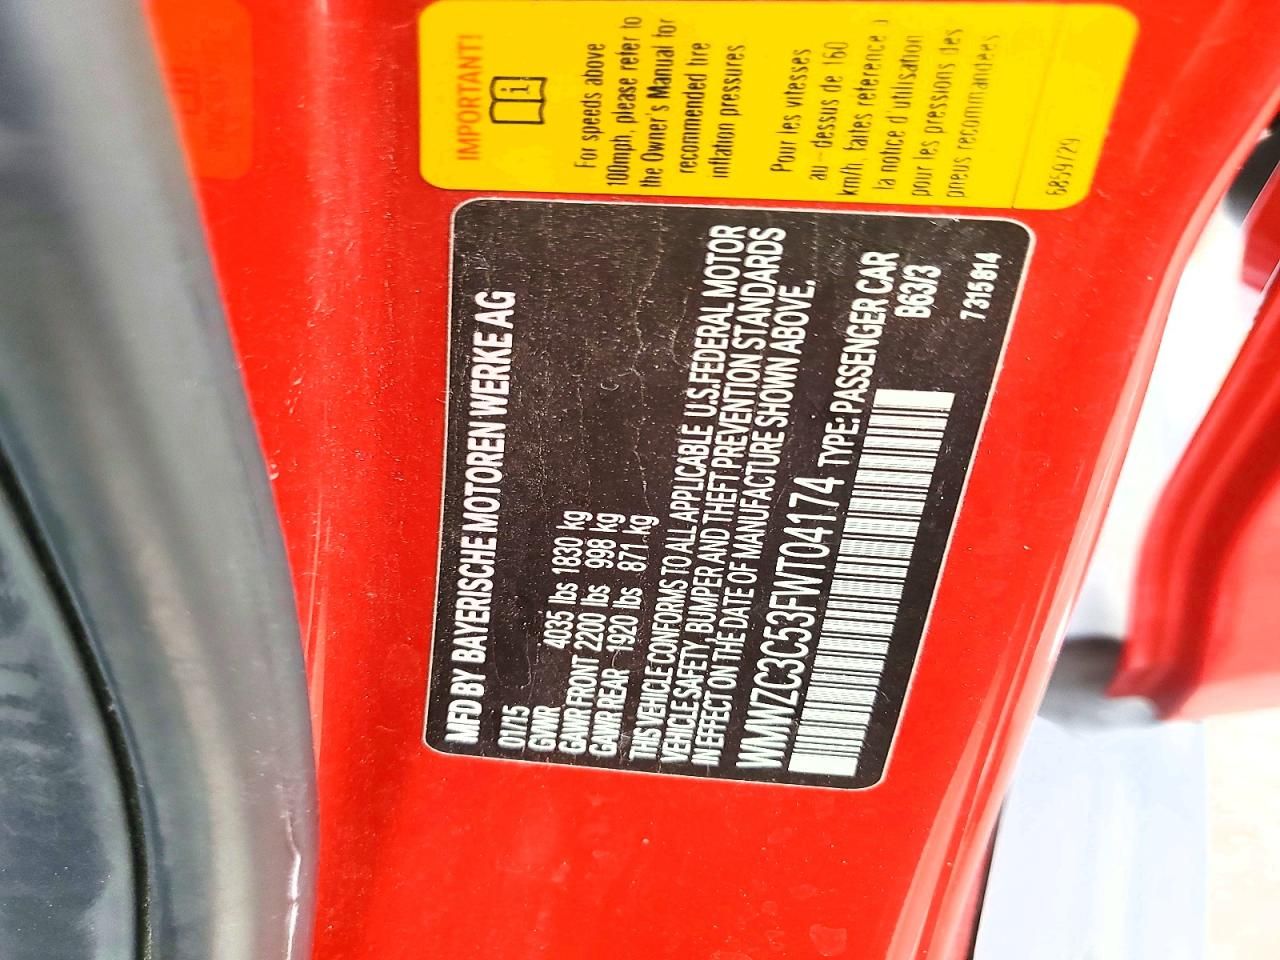 IMPORTANT!
For speeds above
100mph, please refer to
the Owner's Manual for
recommended tire
inflation pressures
Pour les vitesses
au-dessus de 160
km/h, faites référence à
la notice d'utilisation
pour les pressions des
pneus recommandées
6859729
MFD BY BAYERISCHE MOTOREN WERKE AG
01/15
GVWR 4035 lbs 1830 kg
GAWR FRONT 2200 lbs 998 kg
GAWR REAR 1920 lbs 871 kg
THIS VEHICLE CONFORMS TO ALL APPLICABLE U.S.FEDERAL MOTOR
VEHICLE SAFETY, BUMPER AND THEFT PREVENTION STANDARDS
IN EFFECT ON THE DATE OF MANUFACTURE SHOWN ABOVE.
WMWZC3C53FWT04174 TYPE: PASSENGER CAR
B63/3
7 315 814